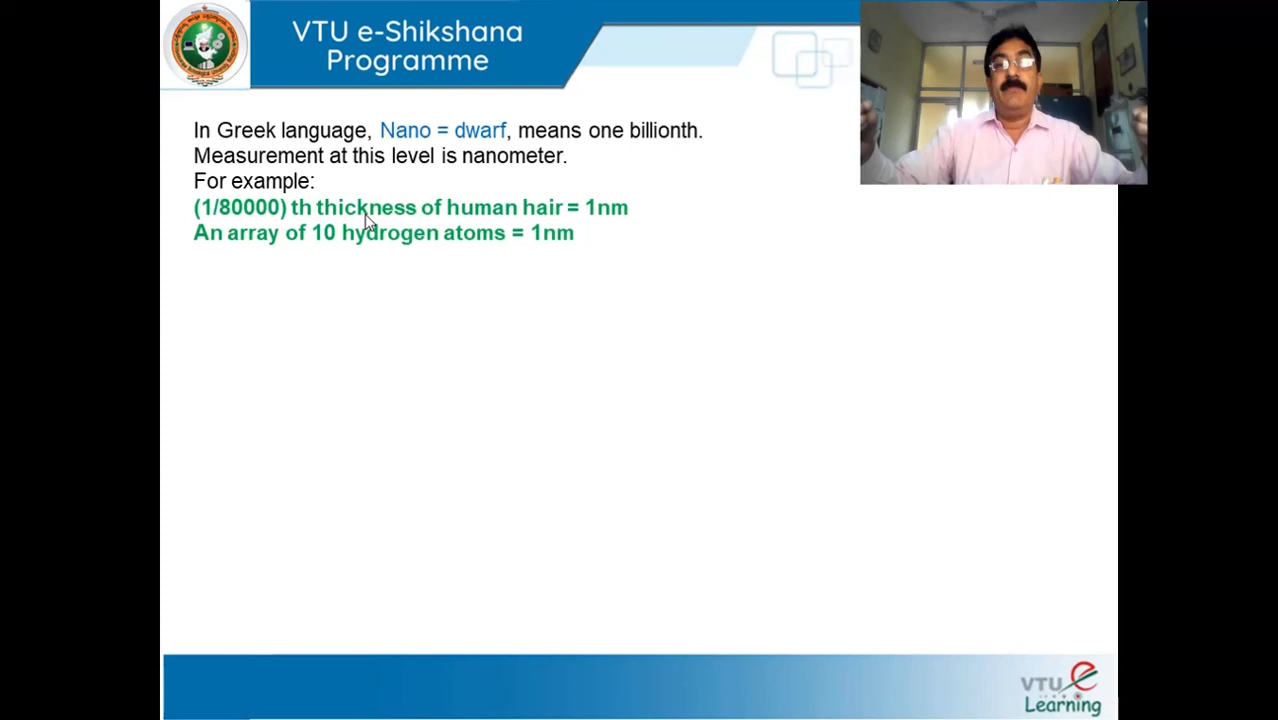 VTU e-Shikshana
Programme
In Greek language, Nano = dwarf, means one billionth.
Measurement at this level is nanometer.
For example:
(1/80000) th thickness of human hair = 1nm
An array of 10 hydrogen atoms = 1nm
VTU e
Learning